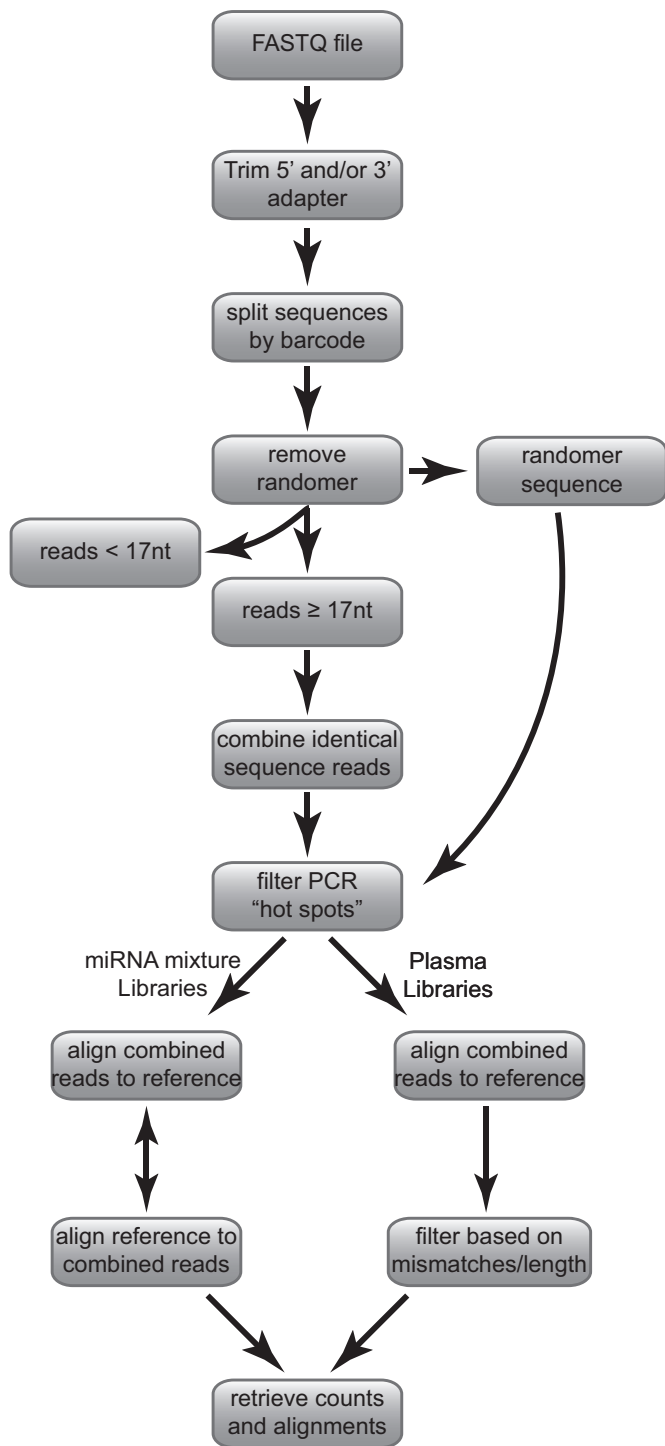 FASTQ file
Trim 5’ and/or 3’
adapter
split sequences
by barcode
remove
randomer
randomer
sequence
reads < 17nt
reads ≥ 17nt
combine identical
sequence reads
filter PCR
“hot spots”
miRNA mixture
Libraries
Plasma
Libraries
align combined
reads to reference
align combined
reads to reference
align reference to
combined reads
filter based on
mismatches/length
retrieve counts
and alignments